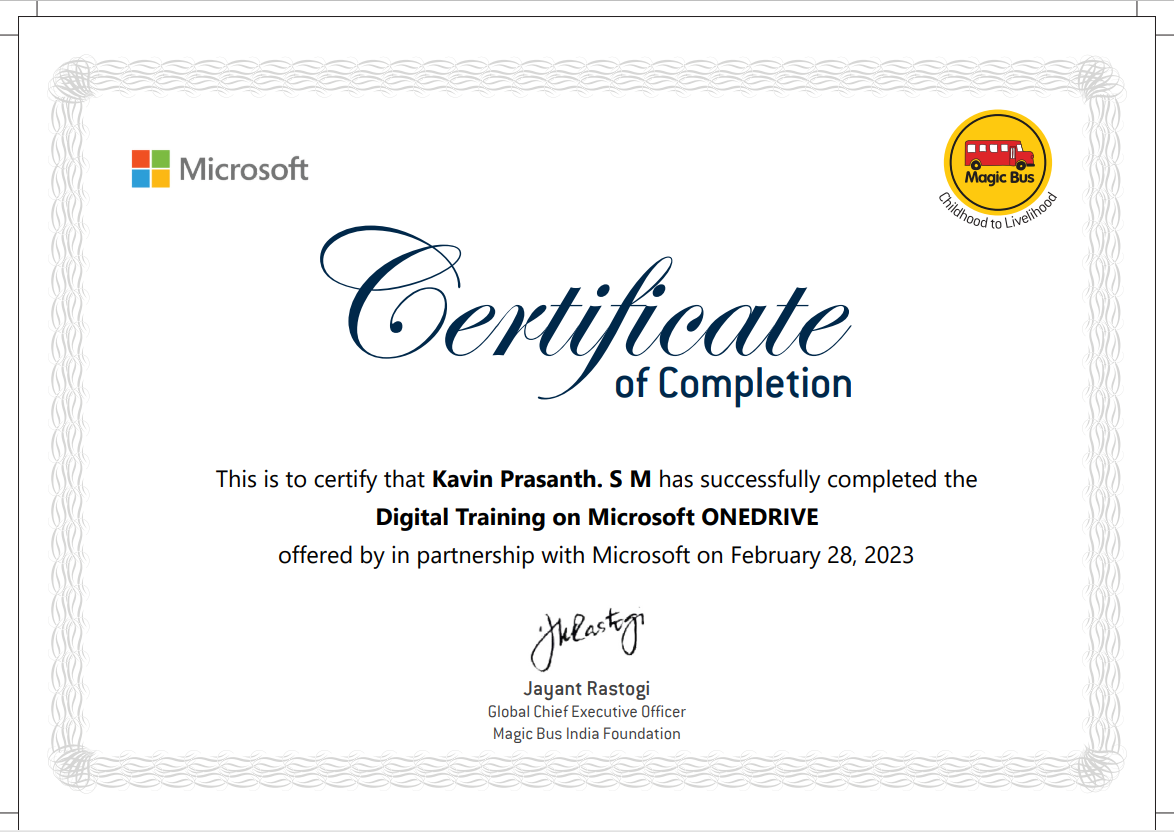 Microsoft
Magic Bus
Childhood to Livelihood
Certificate
of Completion
This is to certify that Kavin Prasanth. S M has successfully completed the
Digital Training on Microsoft ONEDRIVE
offered by in partnership with Microsoft on February 28, 2023
JKRastogi
Jayant Rastogi
Global Chief Executive Officer
Magic Bus India Foundation